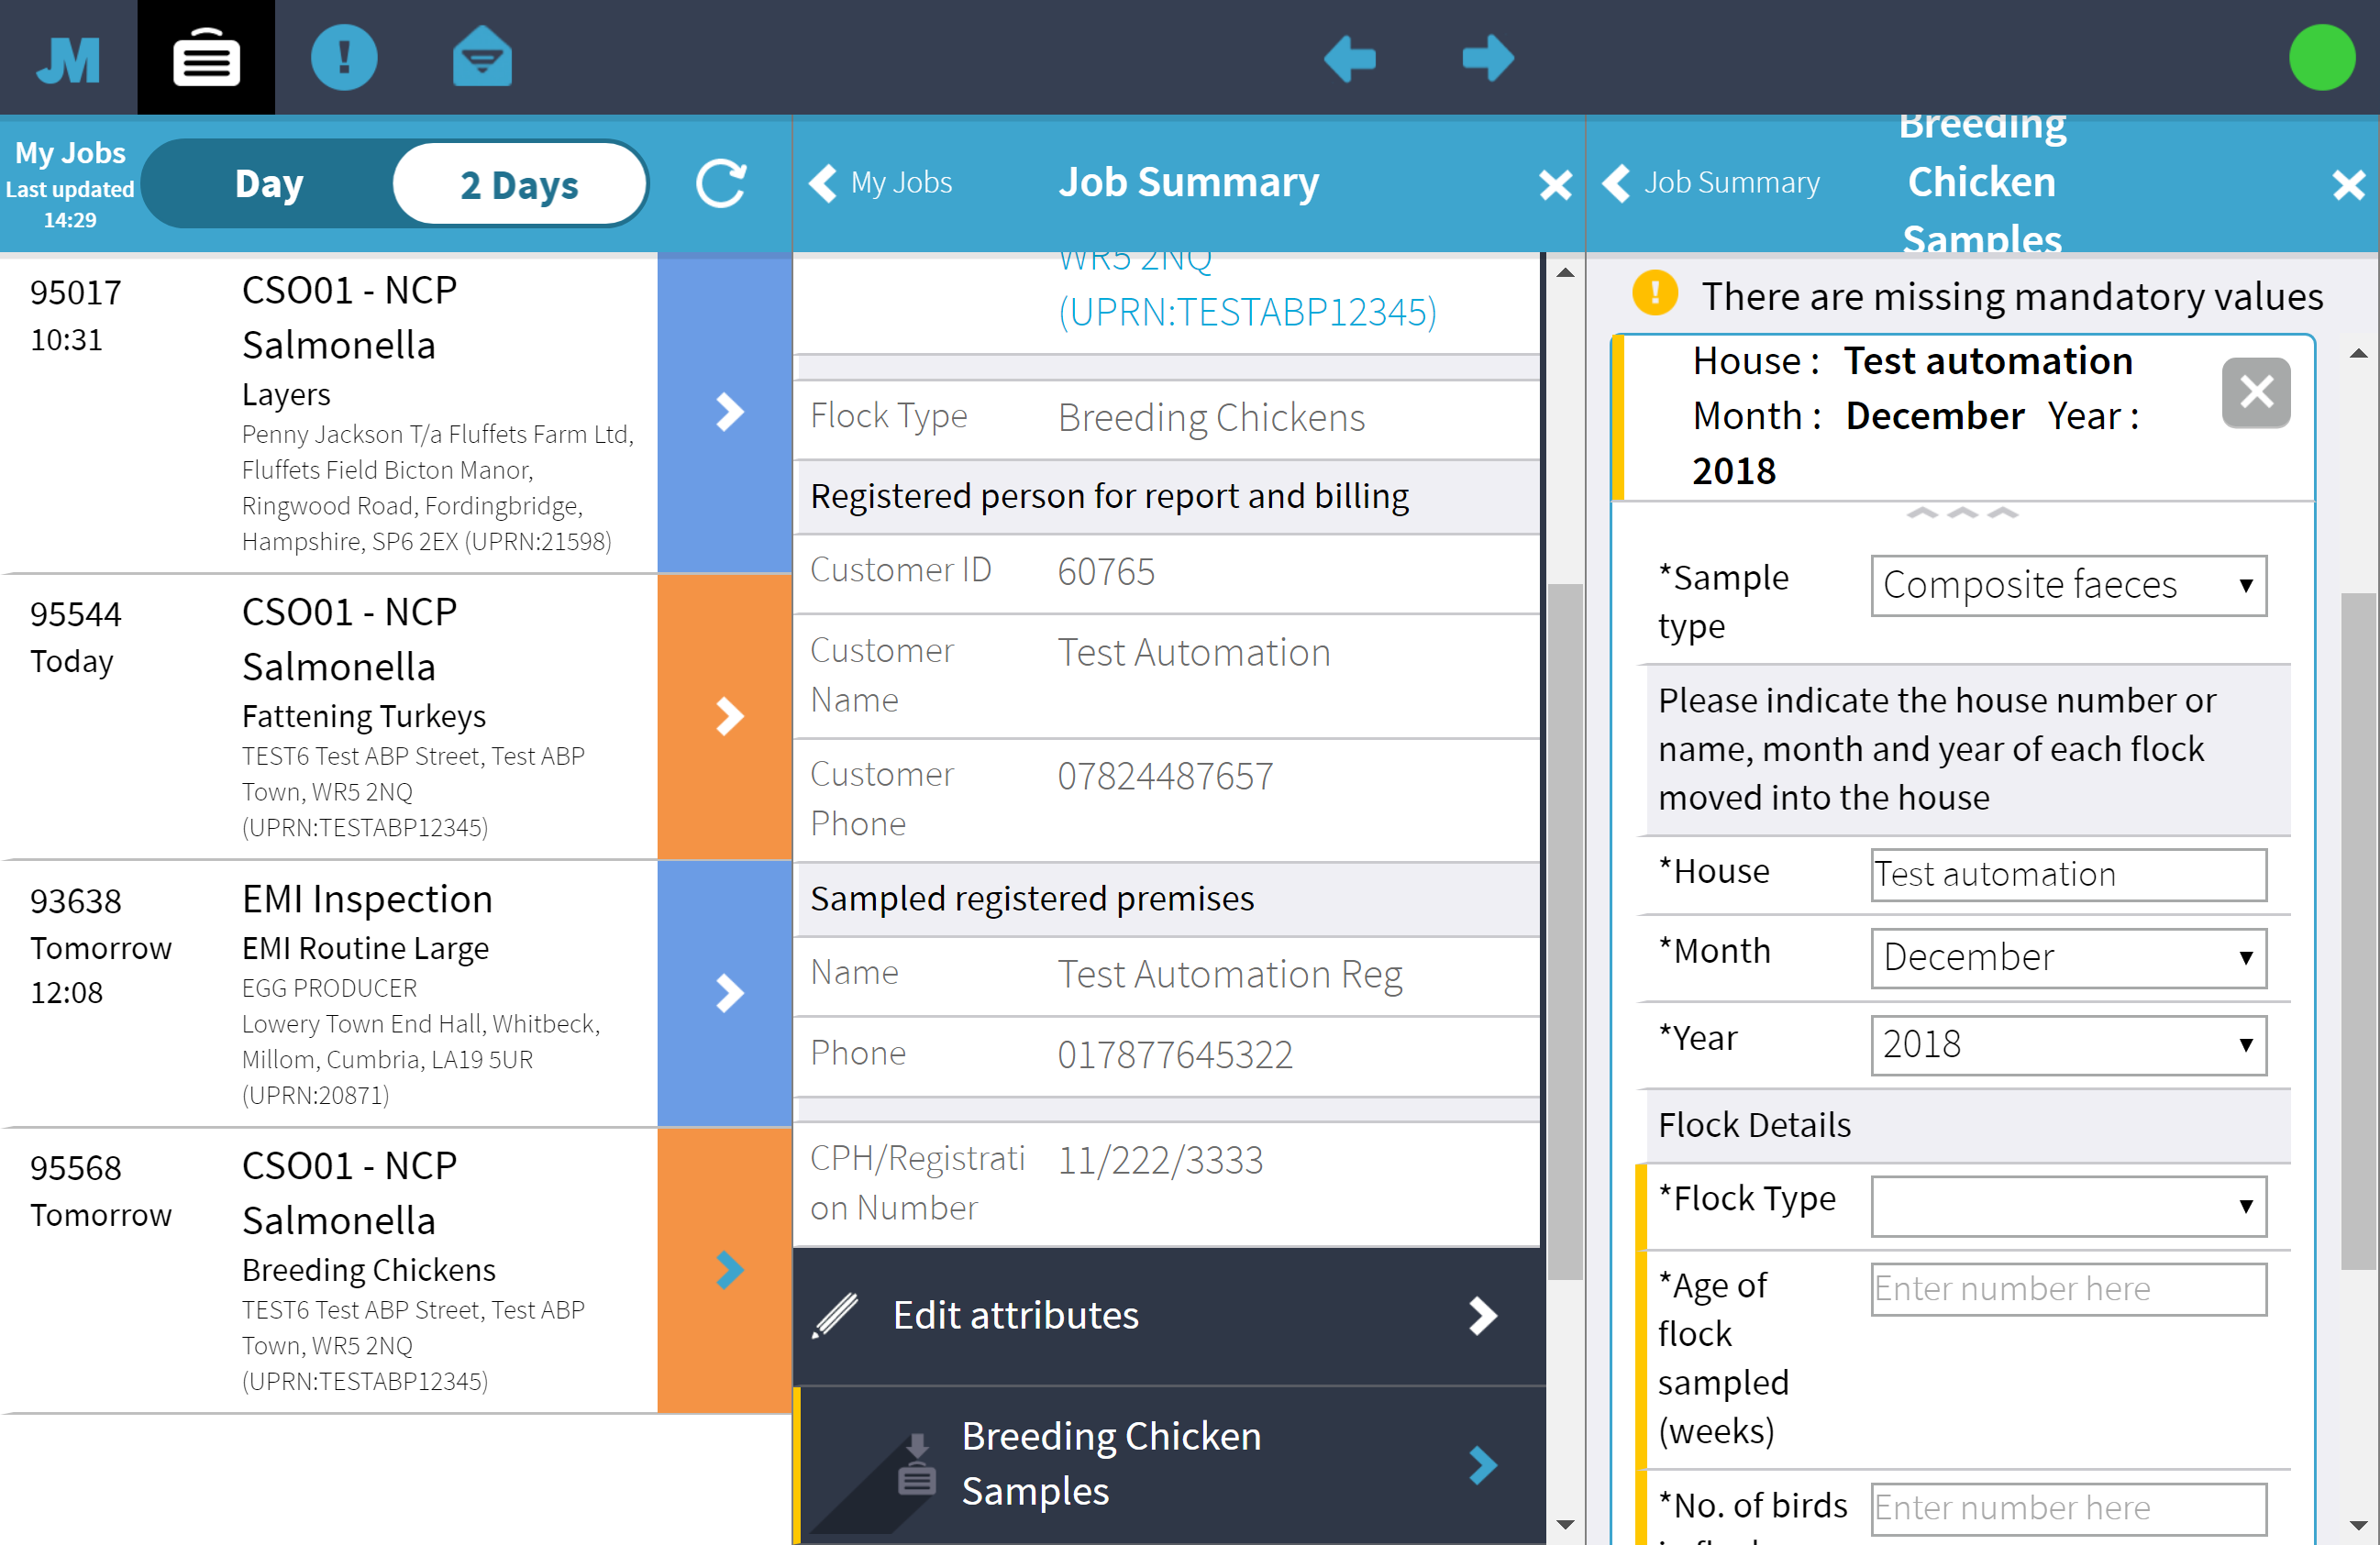 JM
My Jobs
Last updated
14:29
Day
2 Days
My Jobs
Job Summary
Job Summary
Breeding
Chicken
Samples
95017
10:31
CSO01 - NCP
Salmonella
Layers
Penny Jackson T/a Fluffets Farm Ltd,
Fluffets Field Bicton Manor,
Ringwood Road, Fordingbridge,
Hampshire, SP6 2EX (UPRN:21598)
95544
Today
CSO01 - NCP
Salmonella
Fattening Turkeys
TEST6 Test ABP Street, Test ABP
Town, WR5 2NQ
(UPRN:TESTABP12345)
93638
Tomorrow
12:08
EMI Inspection
EMI Routine Large
EGG PRODUCER
Lowery Town End Hall, Whitbeck,
Millom, Cumbria, LA19 5UR
(UPRN:20871)
95568
Tomorrow
CSO01 - NCP
Salmonella
Breeding Chickens
TEST6 Test ABP Street, Test ABP
Town, WR5 2NQ
(UPRN:TESTABP12345)
WR5 2NQ
(UPRN:TESTABP12345)
Flock Type Breeding Chickens
Registered person for report and billing
Customer ID 60765
Customer
Name
Test Automation
Customer
Phone
07824487657
Sampled registered premises
Name Test Automation Reg
Phone 017877645322
CPH/Registrati
on Number
11/222/3333
Edit attributes
Breeding Chicken
Samples
There are missing mandatory values
House : Test automation
Month : December Year :
2018
*Sample
type
Composite faeces
Please indicate the house number or
name, month and year of each flock
moved into the house
*House Test automation
*Month December
*Year 2018
Flock Details
*Flock Type
*Age of
flock
sampled
(weeks)
Enter number here
*No. of birds
Enter number here